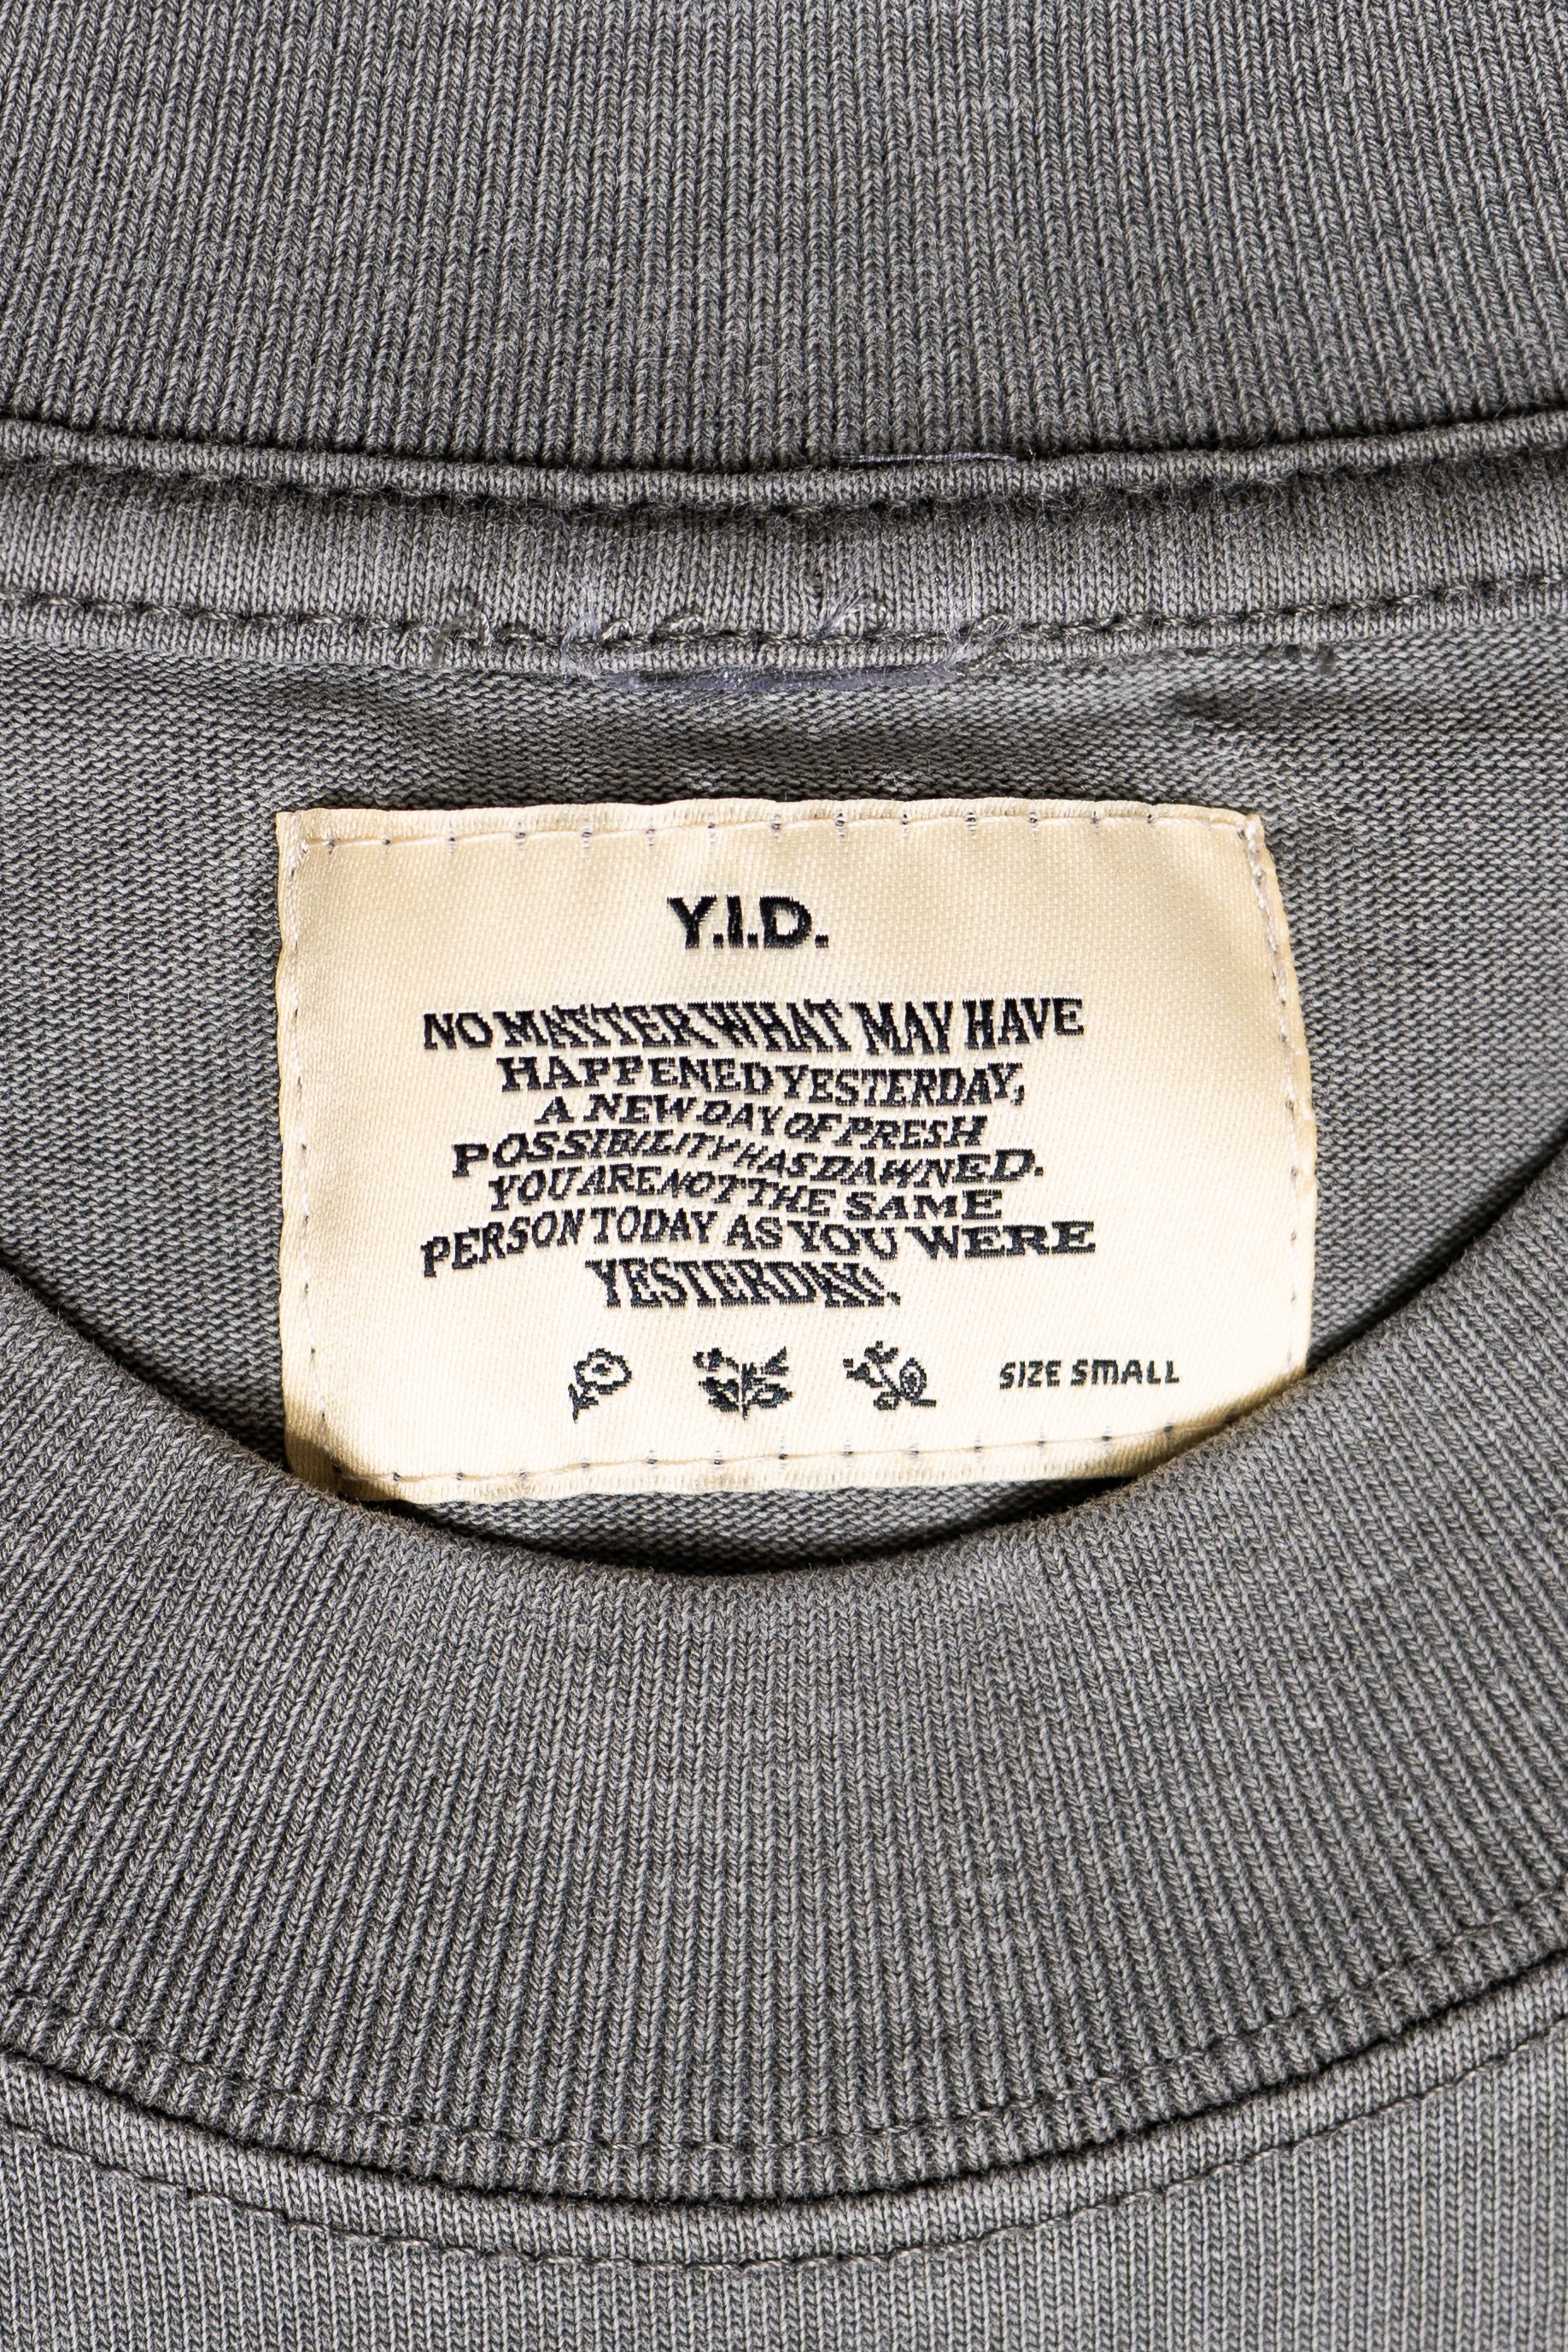 Y.I.D.
NO MATTER WHAT MAY HAVE
HAPPENED YESTERDAY,
A NEW DAY OF FRESH
POSSIBILITY HAS DAWNED.
YOU ARE NOT THE SAME
PERSON TODAY AS YOU WERE
YESTERDAY.
SIZE SMALL